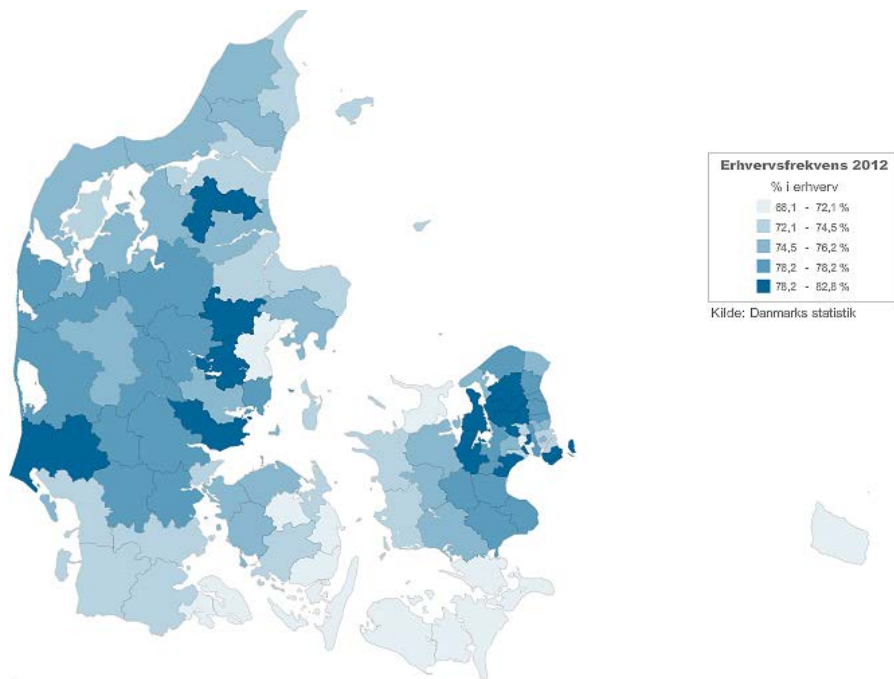 Erhvervsfrekvens 2012
% i erhverv
68,1 - 72,1 %
72,1 - 74,5 %
74,5 - 76,2 %
78,2 - 78,2 %
78,2 - 82,8 %
Kilde: Danmarks statistik